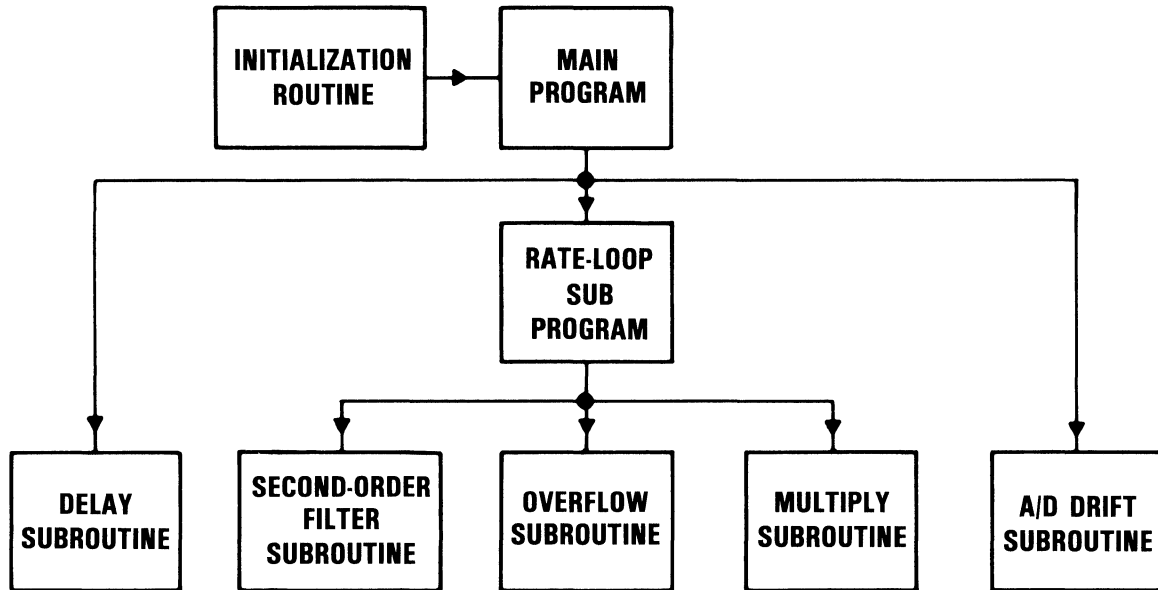 INITIALIZATION
ROUTINE
MAIN
PROGRAM
RATE-LOOP
SUB
PROGRAM
DELAY
SUBROUTINE
SECOND-ORDER
FILTER
SUBROUTINE
OVERFLOW
SUBROUTINE
MULTIPLY
SUBROUTINE
A/D DRIFT
SUBROUTINE